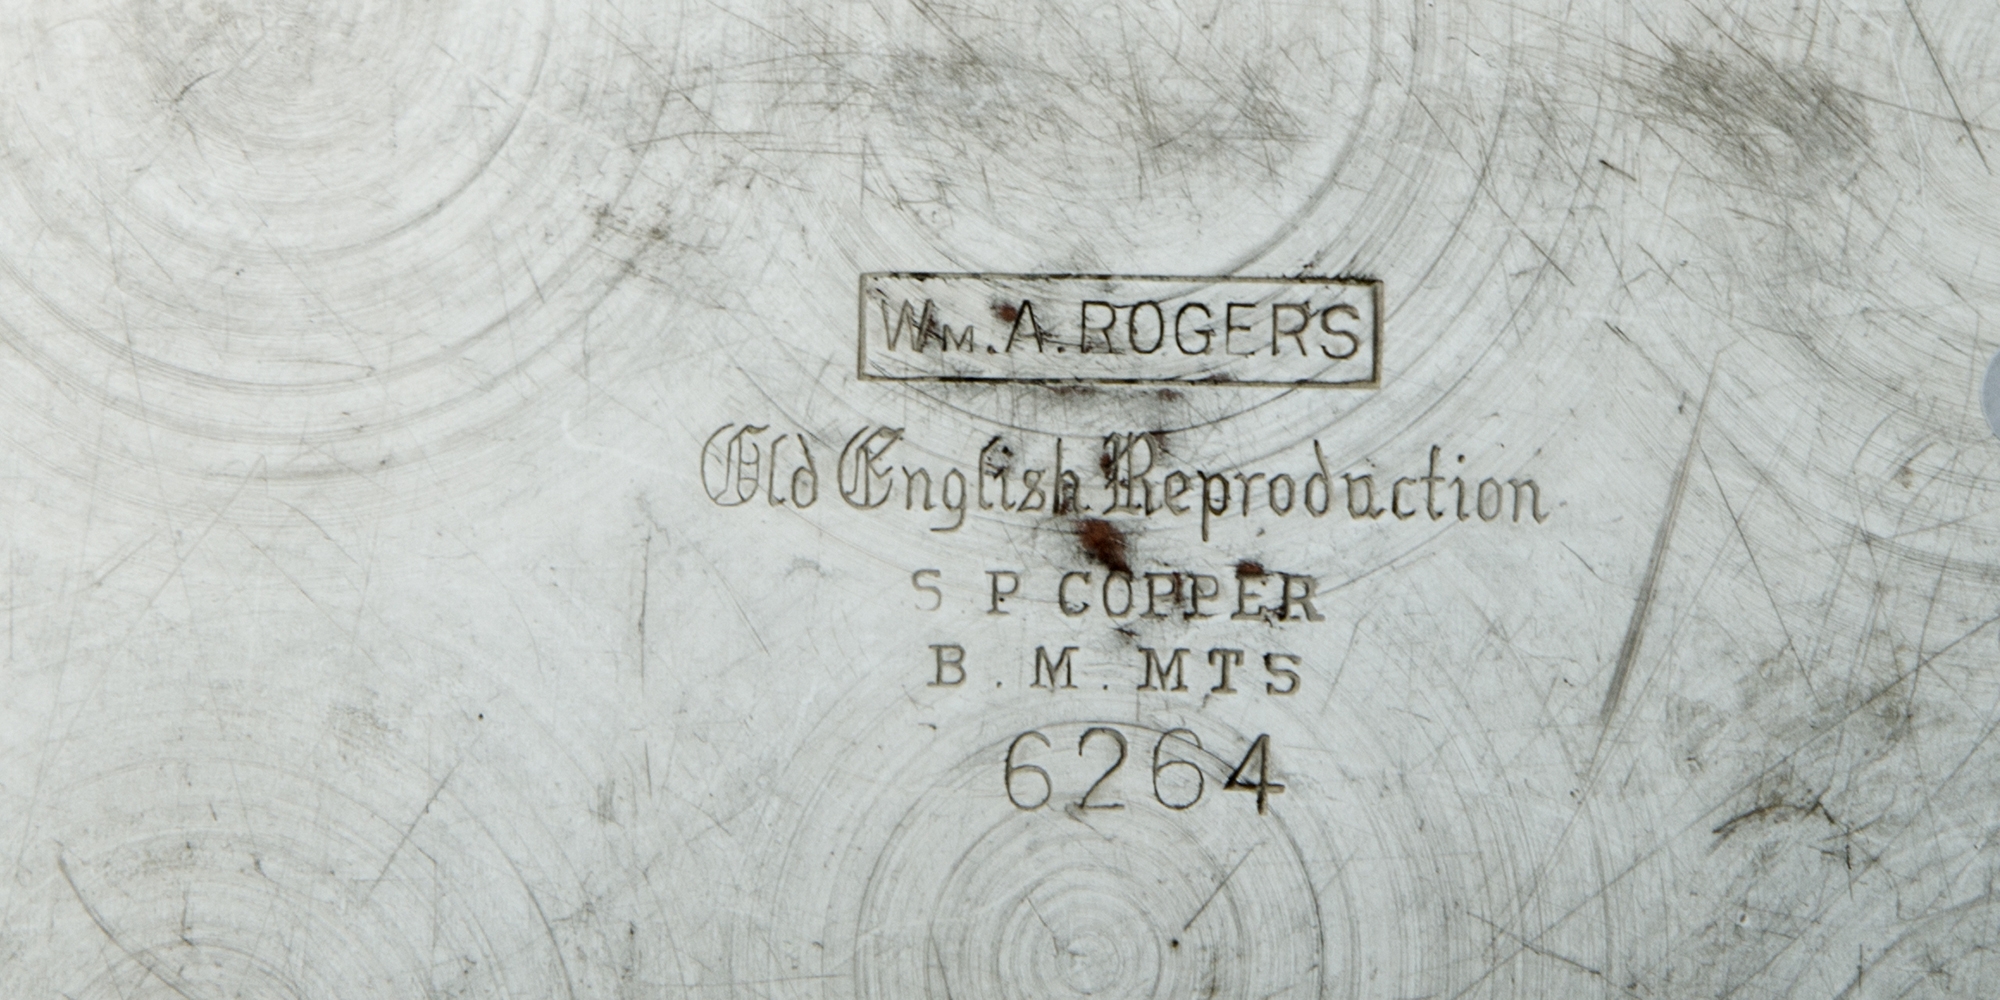 WM. A. ROGERS
Old English Reproduction
S P COPPER
B. M. MTS
6264